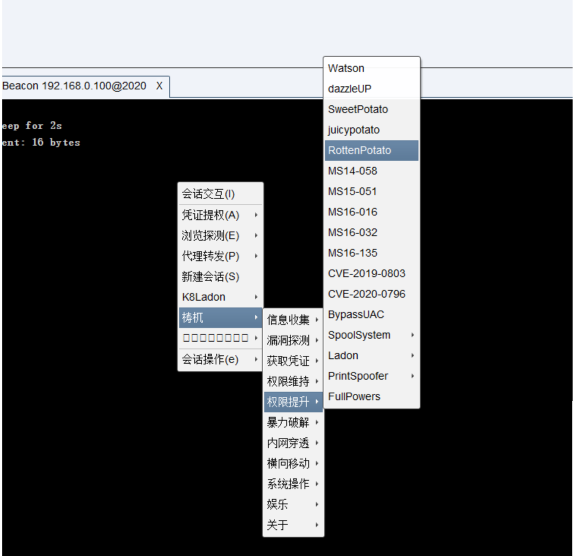 Beacon 192.168.0.100@2020 X
eep for 2s
ent: 16 bytes
会话交互(I)
凭证提权(A)
浏览探测(E)
代理转发(P)
新建会话(S)
K8Ladon
梼杌
会话操作(e)
信息收集
漏洞探测
获取凭证
权限维持
权限提升
暴力破解
内网穿透
横向移动
系统操作
娱乐
关于
Watson
dazzleUP
SweetPotato
juicypotato
RottenPotato
MS14-058
MS15-051
MS16-016
MS16-032
MS16-135
CVE-2019-0803
CVE-2020-0796
BypassUAC
SpoolSystem
Ladon
PrintSpoofer
FullPowers